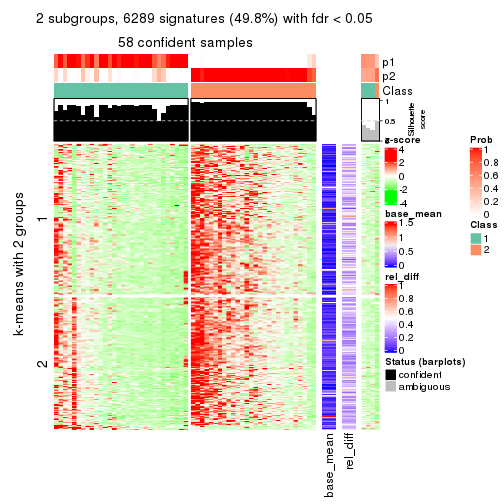 2 subgroups, 6289 signatures (49.8%) with fdr < 0.05
58 confident samples
p1
p2
Class
1
0.5
0
Silhouette
score
k-means with 2 groups
1
2
base_mean
rel_diff
z-score
4
2
0
-2
-4
base_mean
1.5
1
0.5
0
rel_diff
1
0.8
0.6
0.4
0.2
0
Status (barplots)
confident
ambiguous
Prob
1
0.8
0.6
0.4
0.2
0
Class
1
2